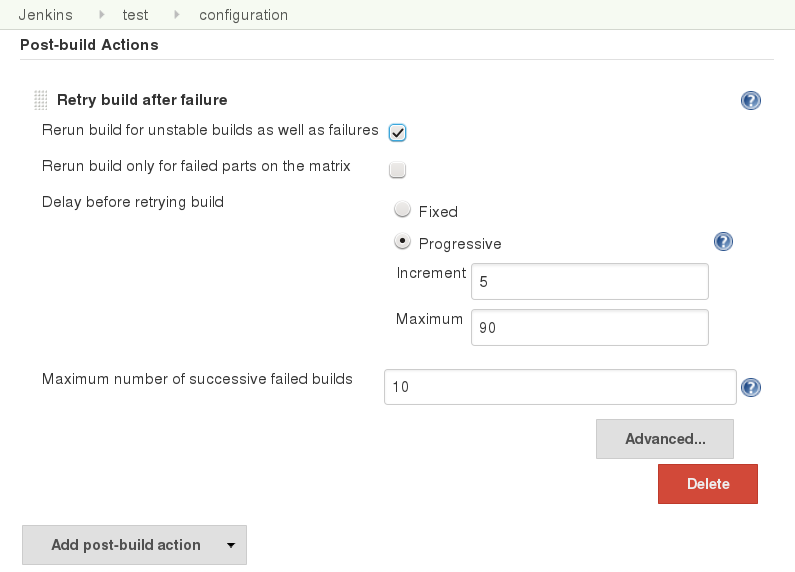 Jenkins test configuration
Post-build Actions
Retry build after failure ?
Rerun build for unstable builds as well as failures
Rerun build only for failed parts on the matrix
Delay before retrying build
Fixed
Progressive ?
Increment 5
Maximum 90
Maximum number of successive failed builds 10 ?
Advanced...
Delete
Add post-build action